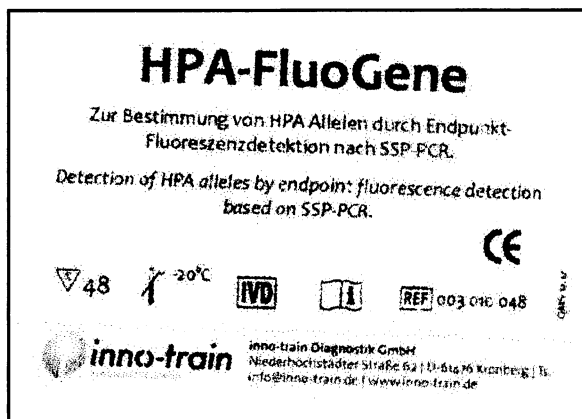 HPA-FluoGene
Zur Bestimmung von HPA Allelen durch Endpunkt-
Fluoreszenzdetektion nach SSP-PCR.
Detection of HPA alleles by endpoint fluorescence detection
based on SSP-PCR.
CE
48 -20°C IVD i REF 003 010 048
inno-train
inno-train Diagnostik GmbH
Niederhöchstädter Straße 62 | D-61476 Kronberg | Ts.
info@inno-train.de | www.inno-train.de